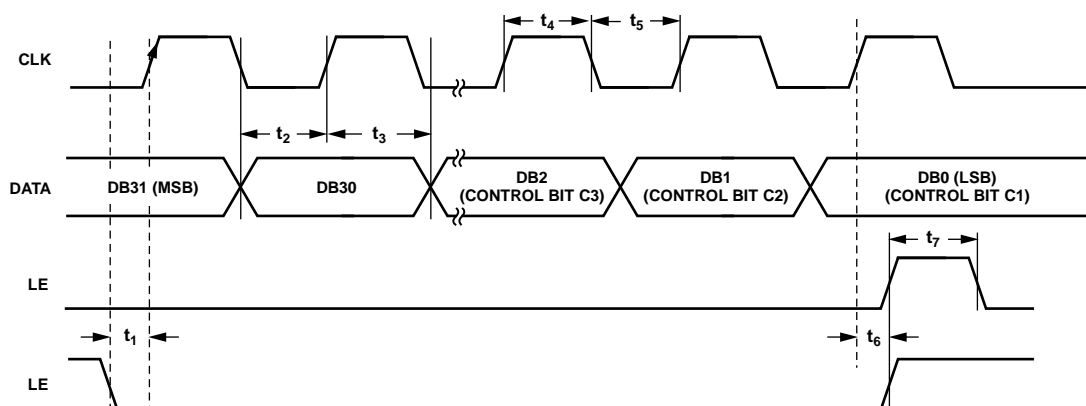 t4 t5
CLK
t2 t3
DATA
DB31 (MSB)
DB30
DB2
(CONTROL BIT C3)
DB1
(CONTROL BIT C2)
DB0 (LSB)
(CONTROL BIT C1)
t7
LE
t1
t6
LE